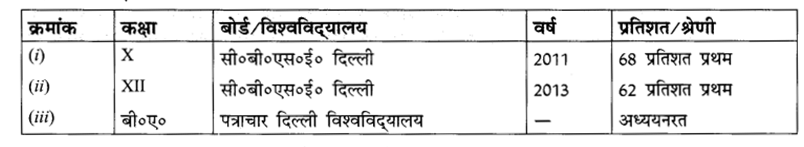 क्रमांक कक्षा बोर्ड/विश्वविद्यालय वर्ष प्रतिशत/श्रेणी
(i) X सी०बी०एस०ई० दिल्ली 2011 68 प्रतिशत प्रथम
(ii) XII सी०बी०एस०ई० दिल्ली 2013 62 प्रतिशत प्रथम
(iii) बी०ए० पत्राचार दिल्ली विश्वविद्यालय — अध्ययनरत